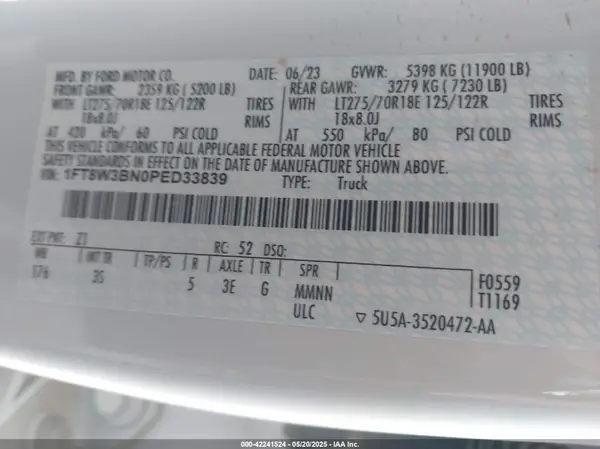 MFD. BY FORD MOTOR CO. DATE: 06/23 GVWR: 5398 KG (11900 LB)
FRONT GAWR: 2359 KG (5200 LB) REAR GAWR: 3279 KG (7230 LB)
WITH LT275/70R18E 125/122R TIRES WITH LT275/70R18E 125/122R TIRES
18x8.0J RIMS 18x8.0J RIMS
AT 420 kPa/ 60 PSI COLD AT 550 kPa/ 80 PSI COLD
THIS VEHICLE CONFORMS TO ALL APPLICABLE FEDERAL MOTOR VEHICLE
SAFETY STANDARDS IN EFFECT ON THE DATE OF MANUFACTURE SHOWN ABOVE.
VIN: 1FT8W3BN0PED33839 TYPE: Truck
EXT PNT: Z1 RC: 52 DSO:
WB INT TR TP/PS R AXLE TR SPR F0559
176 3S 5 3E G MMNN T1169
ULC ▽ 5U5A-3520472-AA
000-42241524 | 05/20/2025 - IAA Inc.